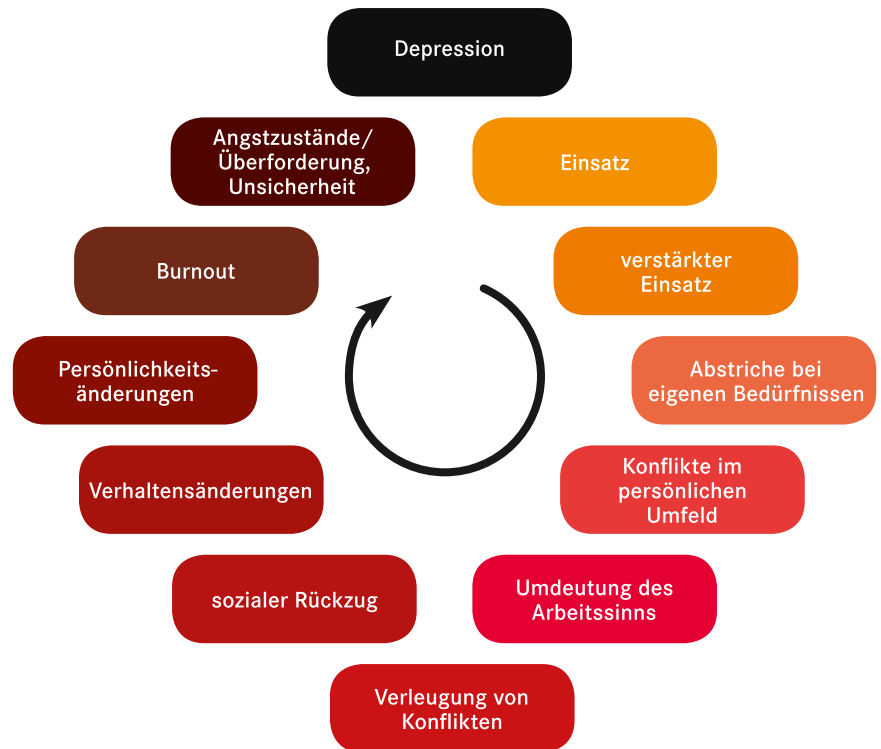 Depression
Einsatz
verstärkter
Einsatz
Abstriche bei
eigenen Bedürfnissen
Konflikte im
persönlichen
Umfeld
Umdeutung des
Arbeitssinns
Verleugung von
Konflikten
sozialer Rückzug
Verhaltensänderungen
Persönlichkeits-
änderungen
Burnout
Angstzustände/
Überforderung,
Unsicherheit